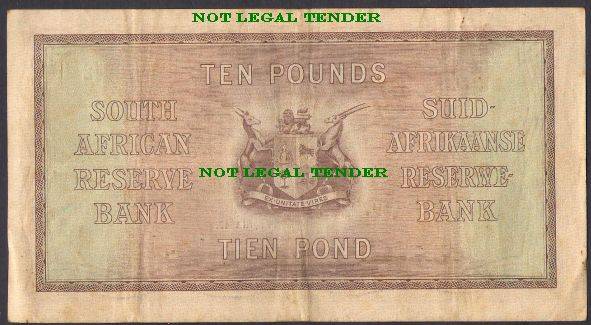 NOT LEGAL TENDER
TEN POUNDS
SOUTH
AFRICAN
RESERVE
BANK
SUID-
AFRIKAANSE
RESERWE-
BANK
NOT LEGAL TENDER
EX UNITATE VIRES
TIEN POND